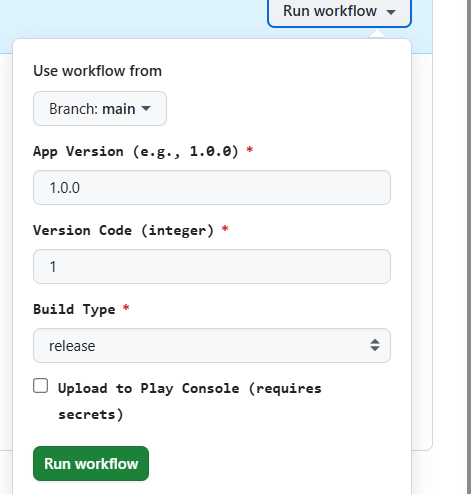 Run workflow
Use workflow from
Branch: main
App Version (e.g., 1.0.0) *
1.0.0
Version Code (integer) *
1
Build Type *
release
Upload to Play Console (requires
secrets)
Run workflow